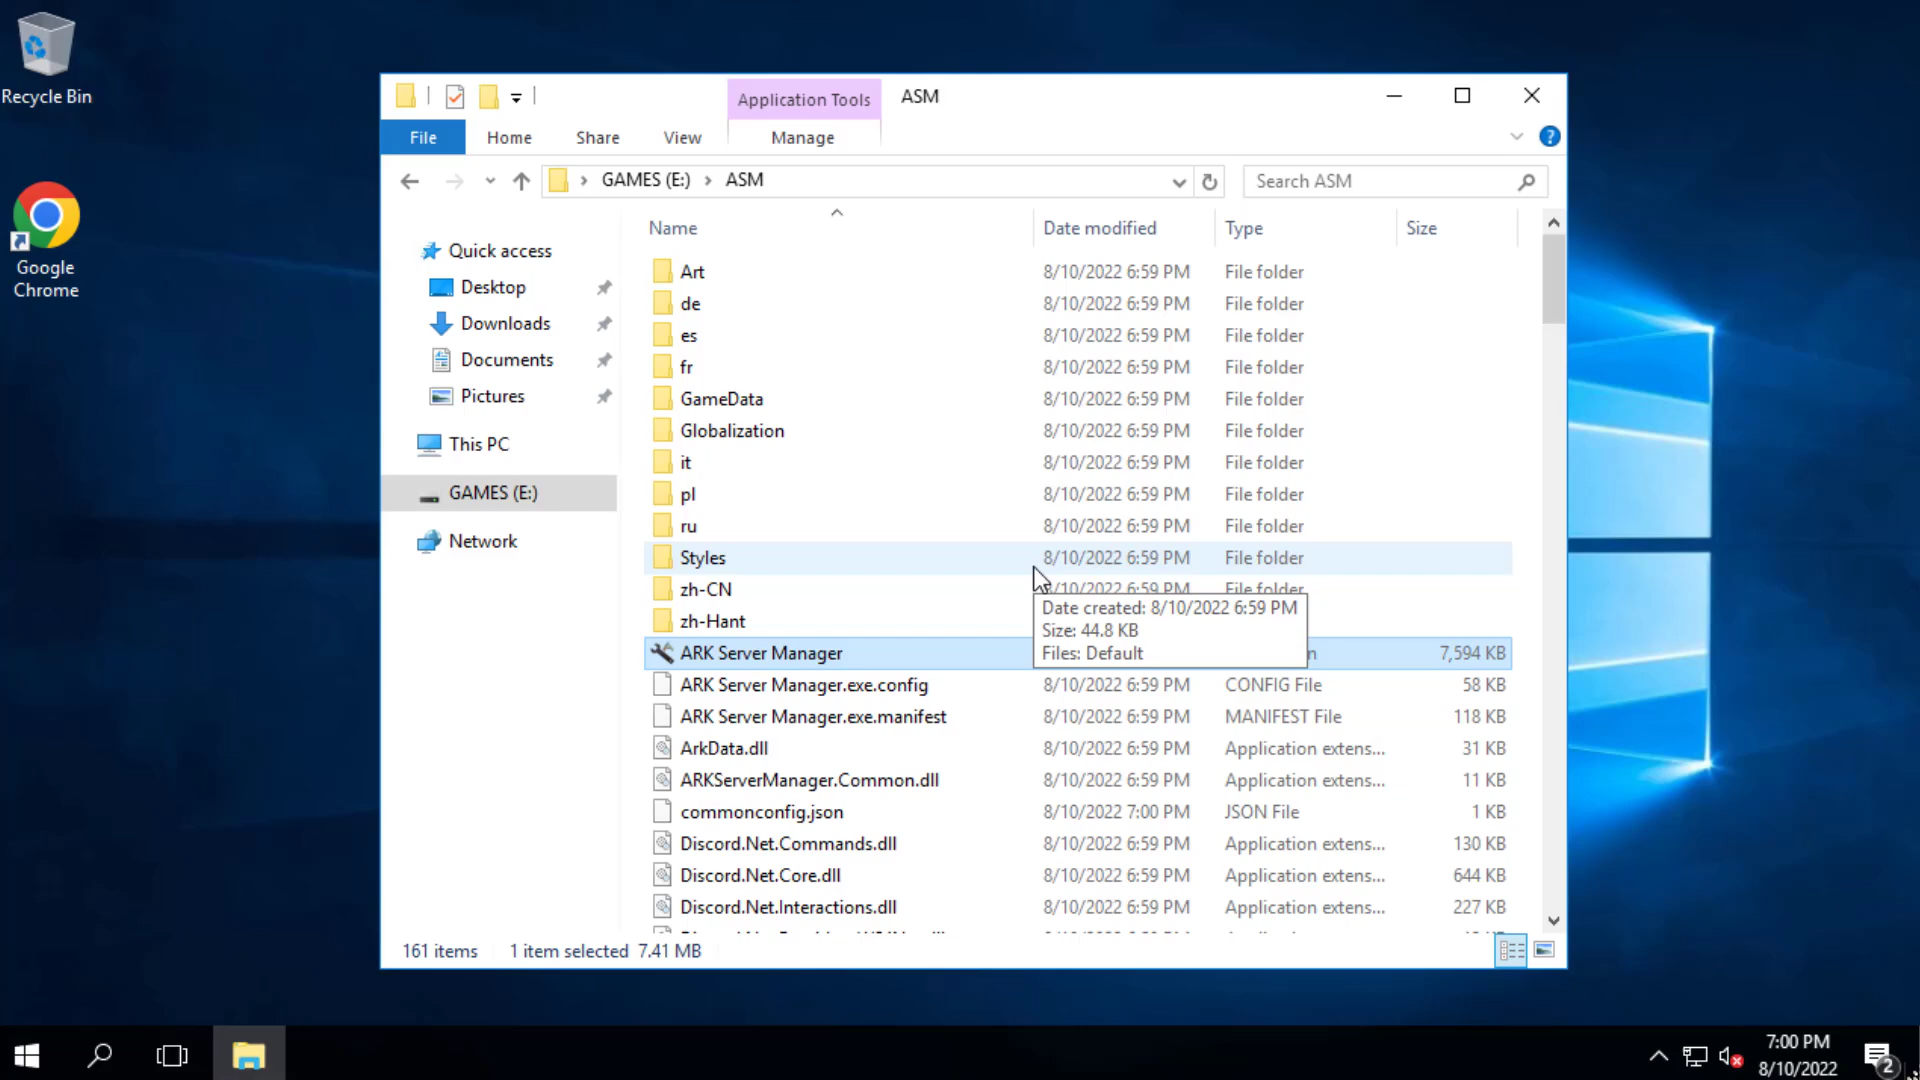 Recycle Bin
Google
Chrome
Application Tools
ASM
File
Home
Share
View
Manage
GAMES (E:)
ASM
Search ASM
Quick access
Desktop
Downloads
Documents
Pictures
This PC
GAMES (E:)
Network
Name Date modified Type Size
Art 8/10/2022 6:59 PM File folder
de 8/10/2022 6:59 PM File folder
es 8/10/2022 6:59 PM File folder
fr 8/10/2022 6:59 PM File folder
GameData 8/10/2022 6:59 PM File folder
Globalization 8/10/2022 6:59 PM File folder
it 8/10/2022 6:59 PM File folder
pl 8/10/2022 6:59 PM File folder
ru 8/10/2022 6:59 PM File folder
Styles 8/10/2022 6:59 PM File folder
zh-CN 8/10/2022 6:59 PM File folder
zh-Hant
Date created: 8/10/2022 6:59 PM
Size: 44.8 KB
Files: Default
ARK Server Manager 7,594 KB
ARK Server Manager.exe.config 8/10/2022 6:59 PM CONFIG File 58 KB
ARK Server Manager.exe.manifest 8/10/2022 6:59 PM MANIFEST File 118 KB
ArkData.dll 8/10/2022 6:59 PM Application extens... 31 KB
ARKServerManager.Common.dll 8/10/2022 6:59 PM Application extens... 11 KB
commonconfig.json 8/10/2022 7:00 PM JSON File 1 KB
Discord.Net.Commands.dll 8/10/2022 6:59 PM Application extens... 130 KB
Discord.Net.Core.dll 8/10/2022 6:59 PM Application extens... 644 KB
Discord.Net.Interactions.dll 8/10/2022 6:59 PM Application extens... 227 KB
161 items 1 item selected 7.41 MB
7:00 PM
8/10/2022
2